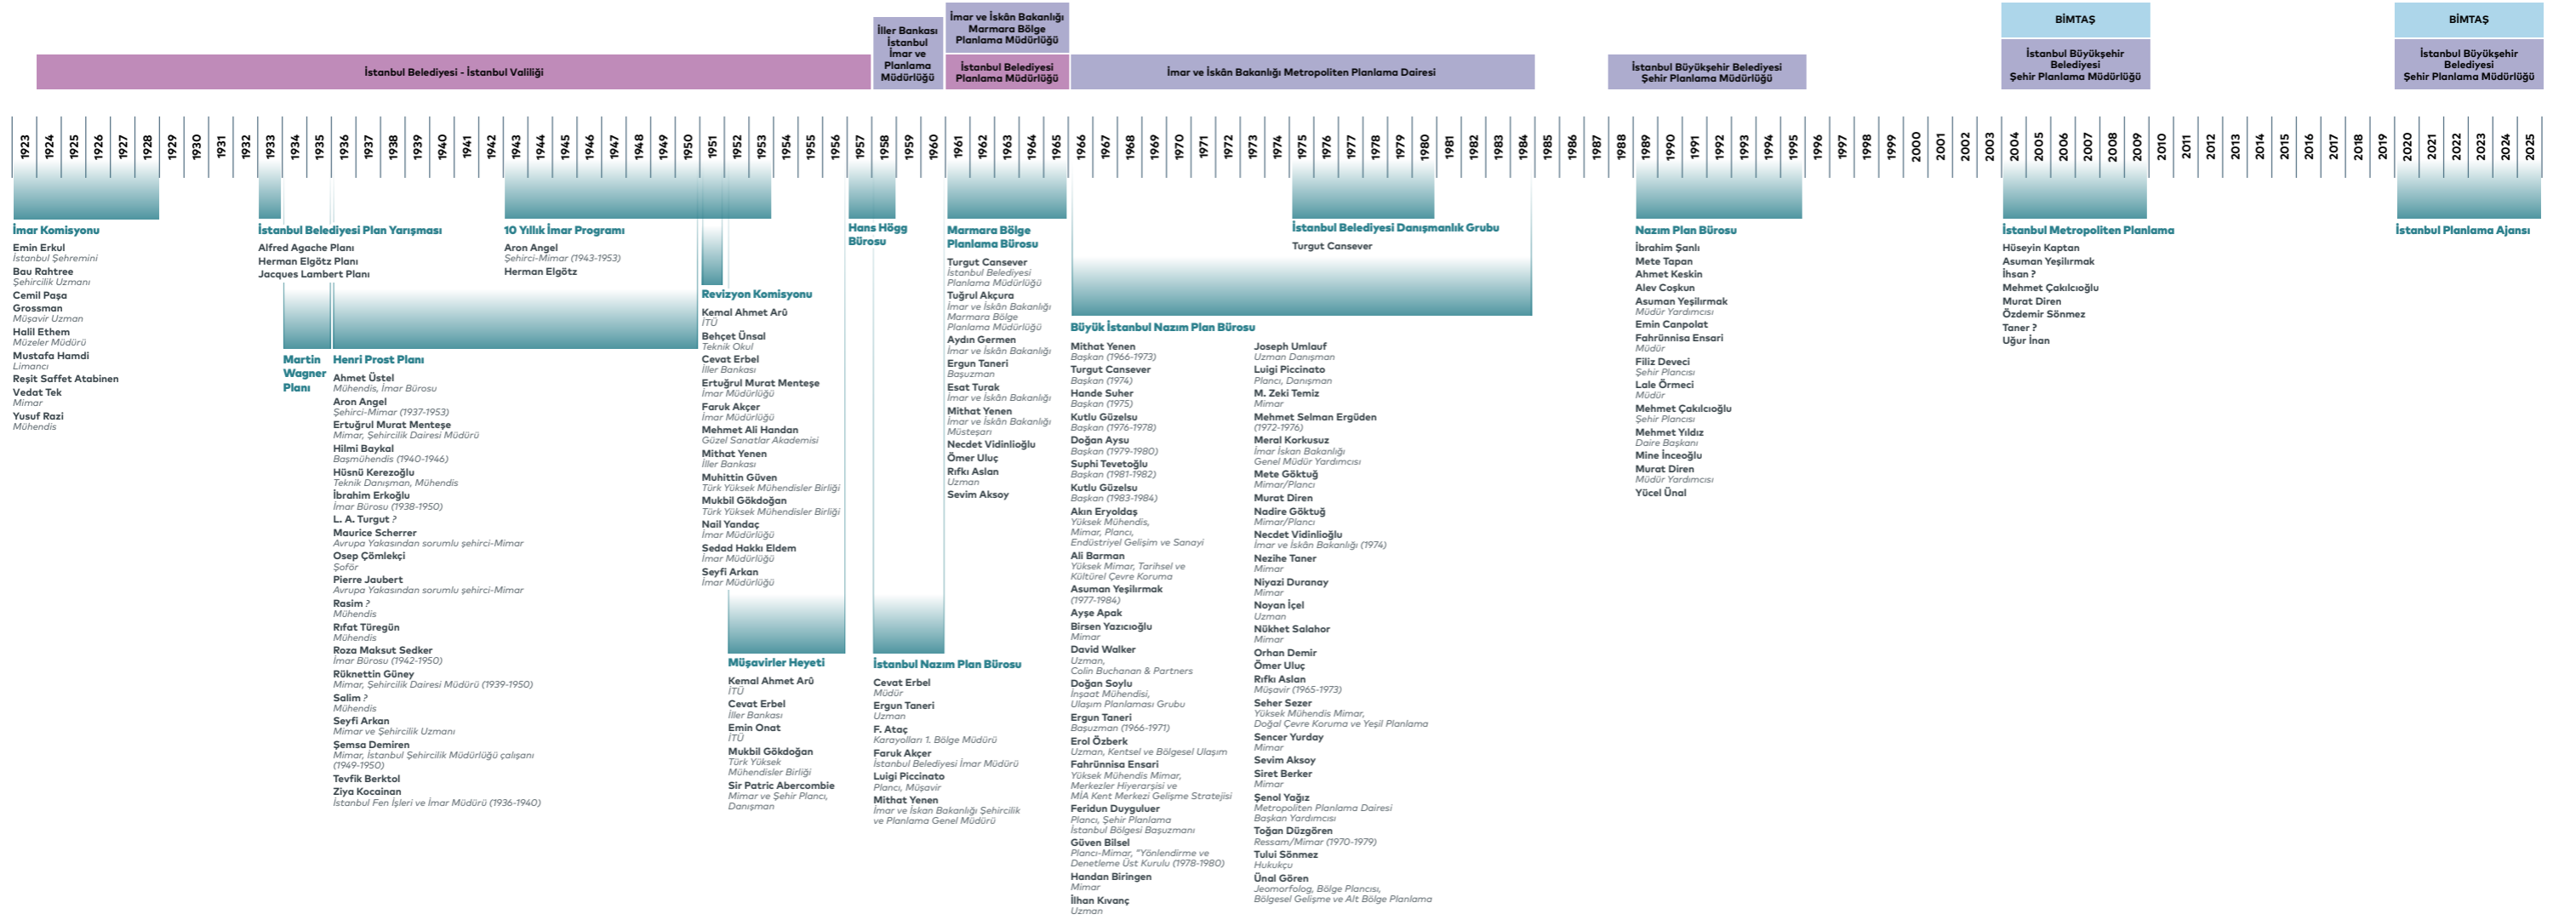 İstanbul Belediyesi - İstanbul Valiliği
İller Bankası
İstanbul
İmar ve
Planlama
Müdürlüğü
İmar ve İskân Bakanlığı
Marmara Bölge
Planlama Müdürlüğü
İstanbul Belediyesi
Planlama Müdürlüğü
İmar ve İskân Bakanlığı Metropoliten Planlama Dairesi
İstanbul Büyükşehir Belediyesi
Şehir Planlama Müdürlüğü
BİMTAŞ
İstanbul Büyükşehir
Belediyesi
Şehir Planlama Müdürlüğü
BİMTAŞ
İstanbul Büyükşehir
Belediyesi
Şehir Planlama Müdürlüğü
1923
1924
1925
1926
1927
1928
1929
1930
1931
1932
1933
1934
1935
1936
1937
1938
1939
1940
1941
1942
1943
1944
1945
1946
1947
1948
1949
1950
1951
1952
1953
1954
1955
1956
1957
1958
1959
1960
1961
1962
1963
1964
1965
1966
1967
1968
1969
1970
1971
1972
1973
1974
1975
1976
1977
1978
1979
1980
1981
1982
1983
1984
1985
1986
1987
1988
1989
1990
1991
1992
1993
1994
1995
1996
1997
1998
1999
2000
2001
2002
2003
2004
2005
2006
2007
2008
2009
2010
2011
2012
2013
2014
2015
2016
2017
2018
2019
2020
2021
2022
2023
2024
2025
İmar Komisyonu
Emin Erkul
İstanbul Şehremini
Bau Rahtree
Şehircilik Uzmanı
Cemil Paşa
Grossman
Müşavir Uzman
Halil Ethem
Müzeler Müdürü
Mustafa Hamdi
Limancı
Reşit Saffet Atabinen
Vedat Tek
Mimar
Yusuf Razi
Mühendis
İstanbul Belediyesi Plan Yarışması
Alfred Agache Planı
Herman Elgötz Planı
Jacques Lambert Planı
Martin
Wagner
Planı
Henri Prost Planı
Ahmet Üstel
Mühendis, İmar Bürosu
Aron Angel
Şehirci-Mimar (1937-1953)
Ertuğrul Murat Menteşe
Mimar, Şehircilik Dairesi Müdürü
Hilmi Baykal
Başmühendis (1940-1946)
Hüsnü Kerezoğlu
Teknik Danışman, Mühendis
İbrahim Erkoğlu
İmar Bürosu (1938-1950)
L. A. Turgut ?
Maurice Scherrer
Avrupa Yakasından sorumlu şehirci-Mimar
Osep Çömlekçi
Şoför
Pierre Jaubert
Avrupa Yakasından sorumlu şehirci-Mimar
Rasim ?
Mühendis
Rıfat Türegün
Mühendis
Roza Maksut Sedker
İmar Bürosu (1942-1950)
Rüknettin Güney
Mimar, Şehircilik Dairesi Müdürü (1939-1950)
Salim ?
Mühendis
Seyfi Arkan
Mimar ve Şehircilik Uzmanı
Şemsa Demiren
Mimar, İstanbul Şehircilik Müdürlüğü çalışanı
(1949-1950)
Tevfik Berktol
Ziya Kocainan
İstanbul Fen İşleri ve İmar Müdürü (1936-1940)
10 Yıllık İmar Programı
Aron Angel
Şehirci-Mimar (1943-1953)
Herman Elgötz
Revizyon Komisyonu
Kemal Ahmet Arû
İTÜ
Behçet Ünsal
Teknik Okul
Cevat Erbel
İller Bankası
Ertuğrul Murat Menteşe
İmar Müdürlüğü
Faruk Akçer
İmar Müdürlüğü
Mehmet Ali Handan
Güzel Sanatlar Akademisi
Mithat Yenen
İller Bankası
Muhittin Güven
Türk Yüksek Mühendisler Birliği
Mukbil Gökdoğan
Türk Yüksek Mühendisler Birliği
Nail Yandaç
İmar Müdürlüğü
Sedad Hakkı Eldem
İmar Müdürlüğü
Seyfi Arkan
İmar Müdürlüğü
Müşavirler Heyeti
Kemal Ahmet Arû
İTÜ
Cevat Erbel
İller Bankası
Emin Onat
İTÜ
Mukbil Gökdoğan
Türk Yüksek
Mühendisler Birliği
Sir Patric Abercombie
Mimar ve Şehir Plancı,
Danışman
Hans Högg
Bürosu
İstanbul Nazım Plan Bürosu
Cevat Erbel
Müdür
Ergun Taneri
Uzman
F. Ataç
Karayolları 1. Bölge Müdürü
Faruk Akçer
İstanbul Belediyesi İmar Müdürü
Luigi Piccinato
Plancı, Müşavir
Mithat Yenen
İmar ve İskan Bakanlığı Şehircilik
ve Planlama Genel Müdürü
Marmara Bölge
Planlama Bürosu
Turgut Cansever
İstanbul Belediyesi
Planlama Müdürlüğü
Tuğrul Akçura
İmar ve İskân Bakanlığı
Marmara Bölge
Planlama Müdürlüğü
Aydın Germen
İmar ve İskân Bakanlığı
Ergun Taneri
Başuzman
Esat Turak
İmar ve İskân Bakanlığı
Mithat Yenen
İmar ve İskân Bakanlığı
Müsteşarı
Necdet Vidinlioğlu
Ömer Uluç
Rıfkı Aslan
Uzman
Sevim Aksoy
İstanbul Belediyesi Danışmanlık Grubu
Turgut Cansever
Büyük İstanbul Nazım Plan Bürosu
Mithat Yenen
Başkan (1966-1973)
Turgut Cansever
Başkan (1974)
Hande Suher
Başkan (1975)
Kutlu Güzelsu
Başkan (1976-1978)
Doğan Aysu
Başkan (1979-1980)
Suphi Tevetoğlu
Başkan (1981-1982)
Kutlu Güzelsu
Başkan (1983-1984)
Akın Eryoldaş
Yüksek Mühendis,
Mimar, Plancı,
Endüstriyel Gelişim ve Sanayi
Ali Barman
Yüksek Mimar, Tarihsel ve
Kültürel Çevre Koruma
Asuman Yeşilırmak
(1977-1984)
Ayşe Apak
Birsen Yazıcıoğlu
Mimar
David Walker
Uzman,
Colin Buchanan & Partners
Doğan Soylu
İnşaat Mühendisi,
Ulaşım Planlaması Grubu
Ergun Taneri
Başuzman (1966-1971)
Erol Özberk
Uzman, Kentsel ve Bölgesel Ulaşım
Fahrünnisa Ensari
Yüksek Mühendis Mimar,
Merkezler Hiyerarşisi ve
MİA Kent Merkezi Gelişme Stratejisi
Feridun Duyguluer
Plancı, Şehir Planlama
İstanbul Bölgesi Başuzmanı
Güven Bilsel
Plancı-Mimar, "Yönlendirme ve
Denetleme Üst Kurulu (1978-1980)
Handan Biringen
Mimar
İlhan Kıvanç
Uzman
Joseph Umlauf
Uzman Danışman
Luigi Piccinato
Plancı, Danışman
M. Zeki Temiz
Mimar
Mehmet Selman Ergüden
(1972-1976)
Meral Korkusuz
İmar İskan Bakanlığı
Genel Müdür Yardımcısı
Mete Göktuğ
Mimar/Plancı
Murat Diren
Nadire Göktuğ
Mimar/Plancı
Necdet Vidinlioğlu
İmar ve İskân Bakanlığı (1974)
Nezihe Taner
Mimar
Niyazi Duranay
Mimar
Noyan İçel
Uzman
Nükhet Salahor
Mimar
Orhan Demir
Ömer Uluç
Rıfkı Aslan
Müşavir (1965-1973)
Seher Sezer
Yüksek Mühendis Mimar,
Doğal Çevre Koruma ve Yeşil Planlama
Sencer Yurday
Mimar
Sevim Aksoy
Siret Berker
Mimar
Şenol Yağız
Metropoliten Planlama Dairesi
Başkan Yardımcısı
Toğan Düzgören
Ressam/Mimar (1970-1979)
Tului Sönmez
Hukukçu
Ünal Gören
Jeomorfolog, Bölge Plancısı,
Bölgesel Gelişme ve Alt Bölge Planlama
Nazım Plan Bürosu
İbrahim Şanlı
Mete Tapan
Ahmet Keskin
Alev Coşkun
Asuman Yeşilırmak
Müdür Yardımcısı
Emin Canpolat
Fahrünnisa Ensari
Müdür
Filiz Deveci
Şehir Plancısı
Lale Örmeci
Müdür
Mehmet Çakılcıoğlu
Şehir Plancısı
Mehmet Yıldız
Daire Başkanı
Mine İnceoğlu
Murat Diren
Müdür Yardımcısı
Yücel Ünal
İstanbul Metropoliten Planlama
Hüseyin Kaptan
Asuman Yeşilırmak
İhsan ?
Mehmet Çakılcıoğlu
Murat Diren
Özdemir Sönmez
Taner ?
Uğur İnan
İstanbul Planlama Ajansı